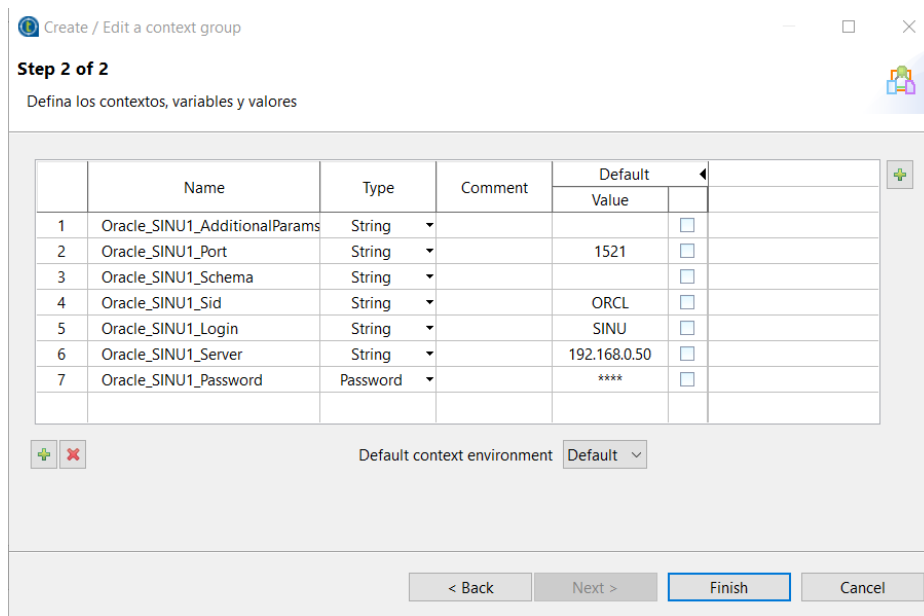 Create / Edit a context group
Step 2 of 2
Defina los contextos, variables y valores
Name Type Comment Default
Value
1 Oracle_SINU1_AdditionalParams String
2 Oracle_SINU1_Port String 1521
3 Oracle_SINU1_Schema String
4 Oracle_SINU1_Sid String ORCL
5 Oracle_SINU1_Login String SINU
6 Oracle_SINU1_Server String 192.168.0.50
7 Oracle_SINU1_Password Password ****
Default context environment Default
< Back Next > Finish Cancel